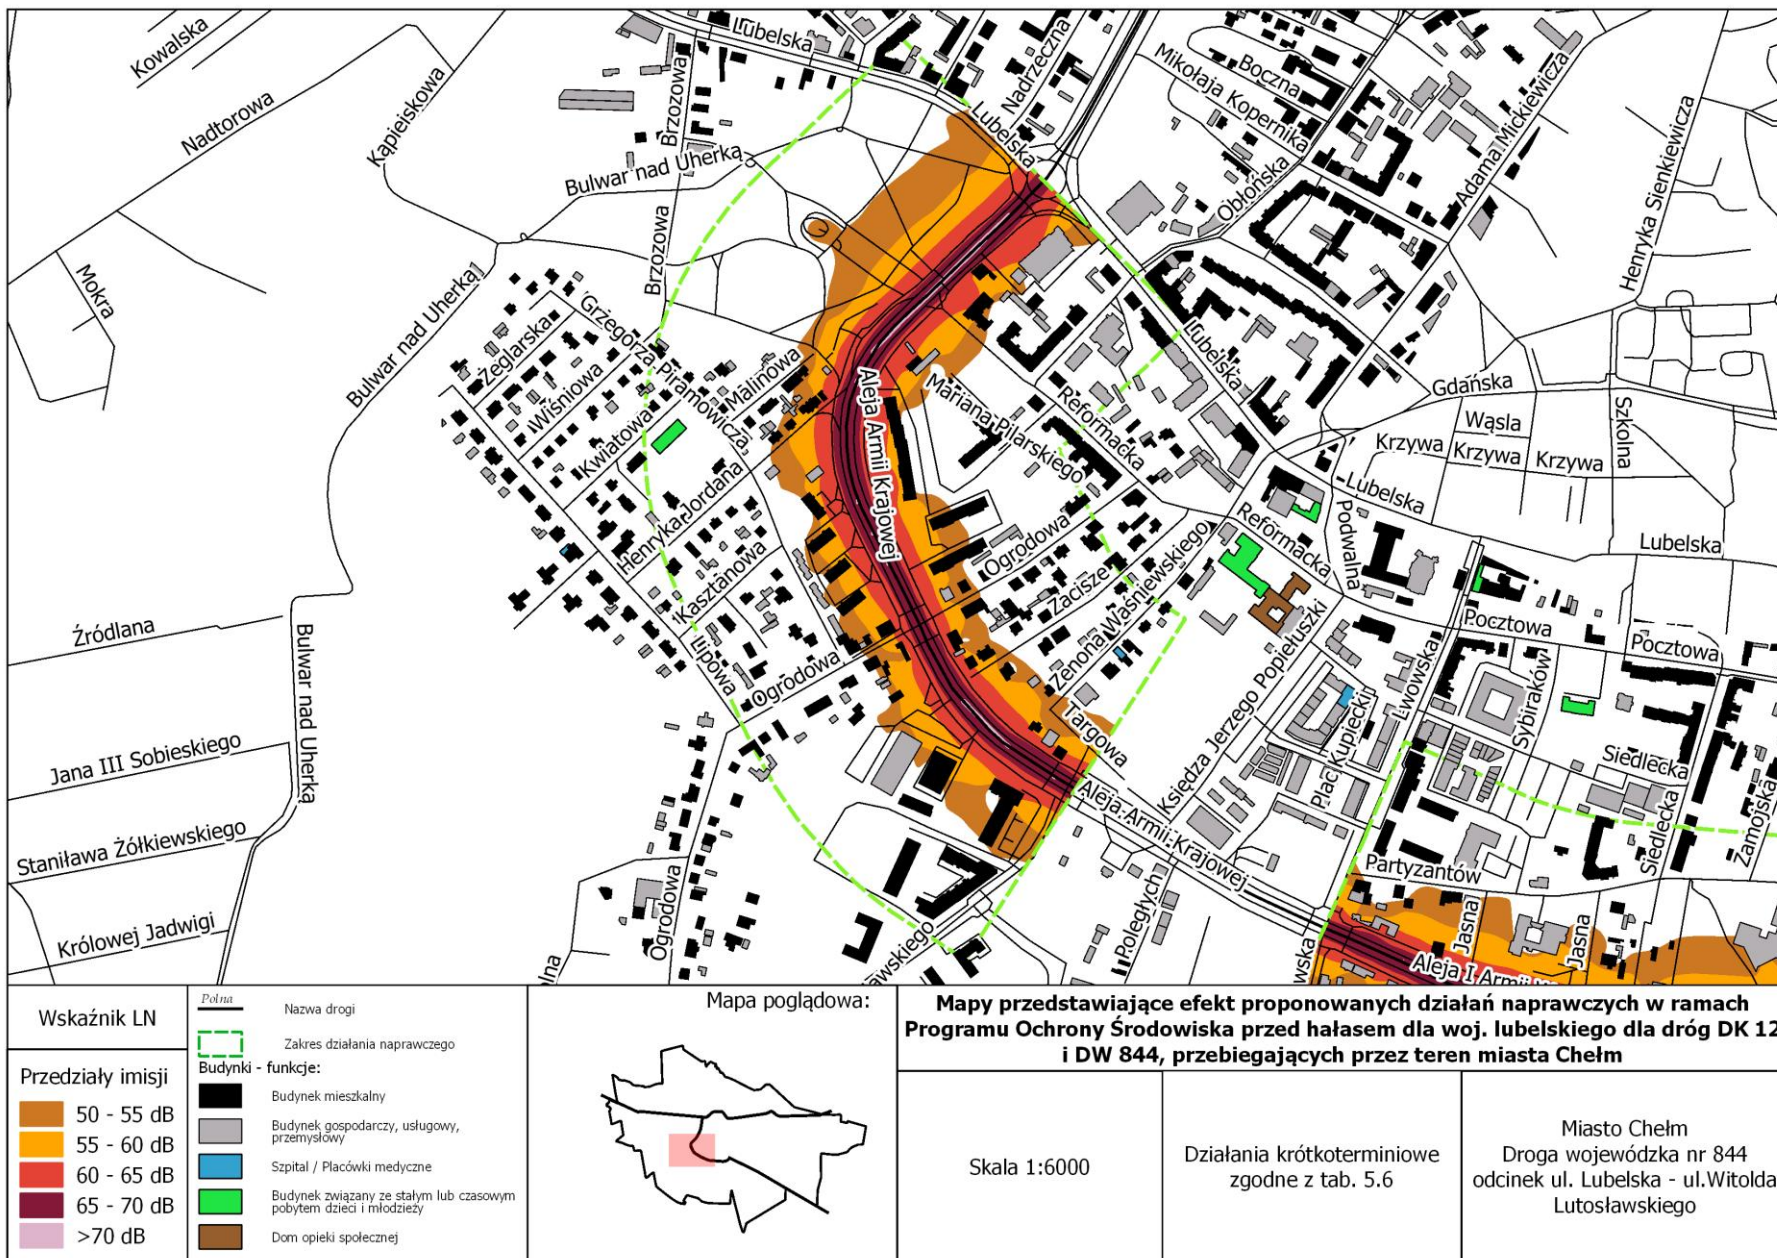 Kowalska
Nadtorowa
Kąpieiskowa
Brzozowa
Lubelska
Nadrzeczna
Boczna
Mikołaja Kopernika
Adama Mickiewicza
Henryka Sienkiewicza
Bulwar nad Uherką
Lubelska
Obłońska
Brzozowa
Mokra
Bulwar nad Uherką
Żeglarska
Grzegorza Piramowicza
Wiśniowa
Malinowa
Kwiatowa
Aleja Armii Krajowej
Mariana Pilarskiego
Reformacka
Lubelska
Gdańska
Wąsla
Krzywa
Krzywa
Krzywa
Szkolna
Henryka Jordana
Kasztanowa
Lubelska
Lubelska
Podwalna
Reformacka
Ogrodowa
Zacisze
Zenona Waśniewskiego
Źródlana
Bulwar nad Uherką
Lipowa
Ogrodowa
Targowa
Księdza Jerzego Popiełuszki
Plac Kupiecki
Lwowska
Pocztowa
Pocztowa
Sybiraków
Siedlecka
Siedlecka
Zamojska
Jana III Sobieskiego
Staniława Żółkiewskiego
Królowej Jadwigi
Ogrodowa
lna
awskiego
Poległych
Aleja Armii Krajowej
Partyzantów
Jasna
Jasna
wska
Aleja I Armii
Wskaźnik LN
Przedziały imisji
50 - 55 dB
55 - 60 dB
60 - 65 dB
65 - 70 dB
>70 dB
Polna
Nazwa drogi
Zakres działania naprawczego
Budynki - funkcje:
Budynek mieszkalny
Budynek gospodarczy, usługowy,
przemysłowy
Szpital / Placówki medyczne
Budynek związany ze stałym lub czasowym
pobytem dzieci i młodzieży
Dom opieki społecznej
Mapa poglądowa:
Mapy przedstawiające efekt proponowanych działań naprawczych w ramach
Programu Ochrony Środowiska przed hałasem dla woj. lubelskiego dla dróg DK 12
i DW 844, przebiegających przez teren miasta Chełm
Skala 1:6000
Działania krótkoterminowe
zgodne z tab. 5.6
Miasto Chełm
Droga wojewódzka nr 844
odcinek ul. Lubelska - ul.Witolda
Lutosławskiego